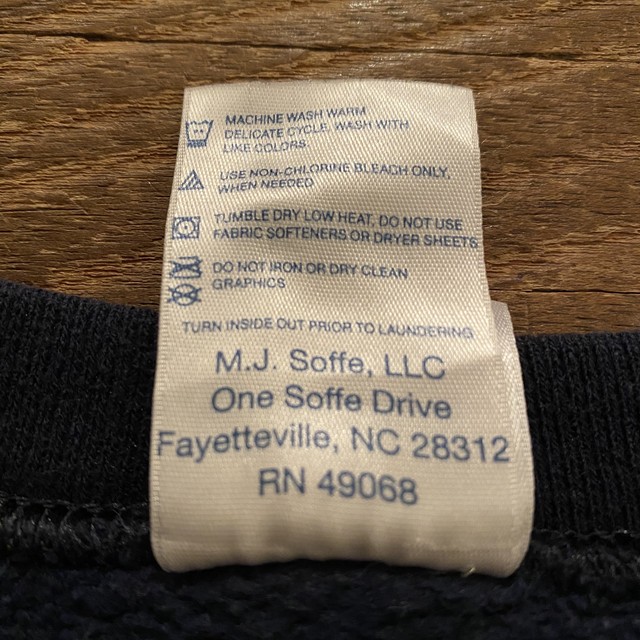 MACHINE WASH WARM
DELICATE CYCLE, WASH WITH
LIKE COLORS.
USE NON-CHLORINE BLEACH ONLY,
WHEN NEEDED
TUMBLE DRY LOW HEAT, DO NOT USE
FABRIC SOFTENERS OR DRYER SHEETS
DO NOT IRON OR DRY CLEAN
GRAPHICS
TURN INSIDE OUT PRIOR TO LAUNDERING
M.J. Soffe, LLC
One Soffe Drive
Fayetteville, NC 28312
RN 49068